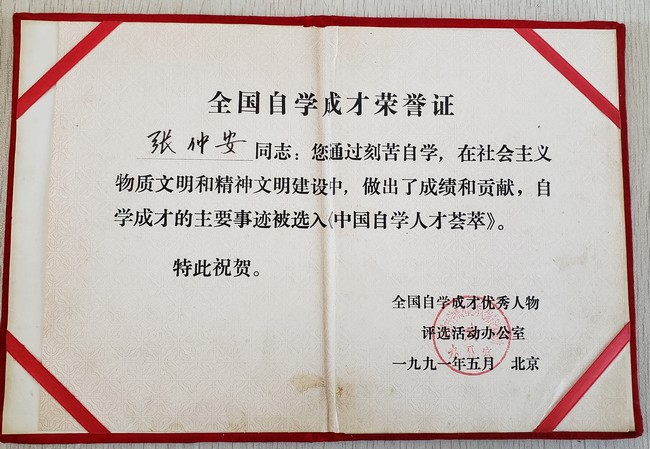 全国自学成才荣誉证
张仲安同志：您通过刻苦自学，在社会主义
物质文明和精神文明建设中，做出了成绩和贡献，自
学成才的主要事迹被选入《中国自学人才荟萃》。
特此祝贺。
全国自学成才优秀人物
评选活动办公室
一九九一年五月 北京